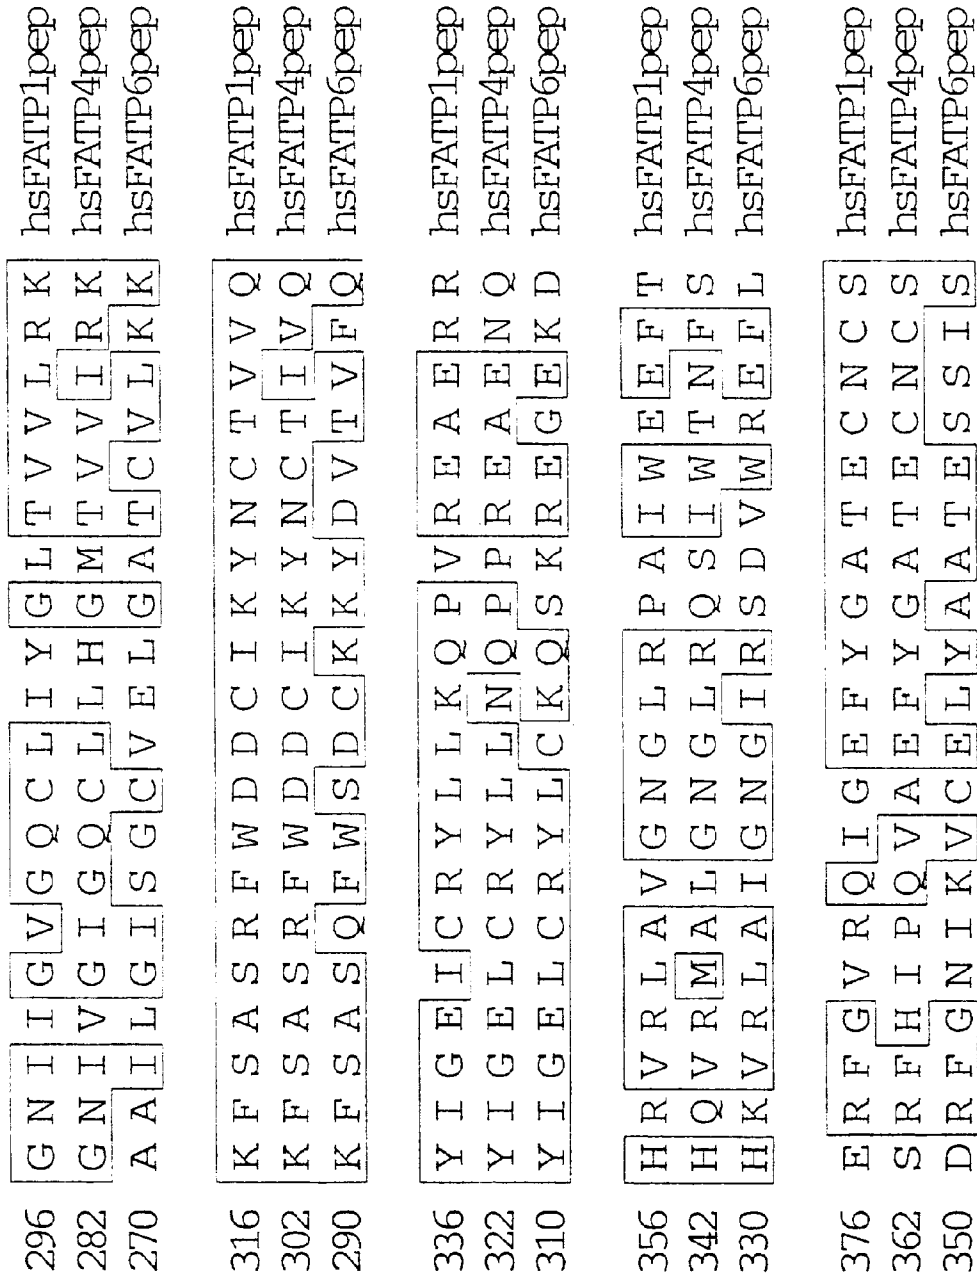 296 G N I I G V G Q C L I Y G L T V V L R K hsFATP1pep
282 G N I V G I G Q C L L H G M T V V I R K hsFATP4pep
270 A A I L G I S G C V E L G A T C V L K K hsFATP6pep
316 K F S A S R F W D D C I K Y N C T V V Q hsFATP1pep
302 K F S A S R F W D D C I K Y N C T I V Q hsFATP4pep
290 K F S A S Q F W S D C K K Y D V T V F Q hsFATP6pep
336 Y I G E I C R Y L L K Q P V R E A E R R hsFATP1pep
322 Y I G E L C R Y L L N Q P P R E A E N Q hsFATP4pep
310 Y I G E L C R Y L C K Q S K R E G E K D hsFATP6pep
356 H R V R L A V G N G L R P A I W E E F T hsFATP1pep
342 H Q V R M A L G N G L R Q S I W T N F S hsFATP4pep
330 H K V R L A I G N G I R S D V W R E F L hsFATP6pep
376 E R F G V R Q I G E F Y G A T E C N C S hsFATP1pep
362 S R F H I P Q V A E F Y G A T E C N C S hsFATP4pep
350 D R F G N I K V C E L Y A A T E S S I S hsFATP6pep